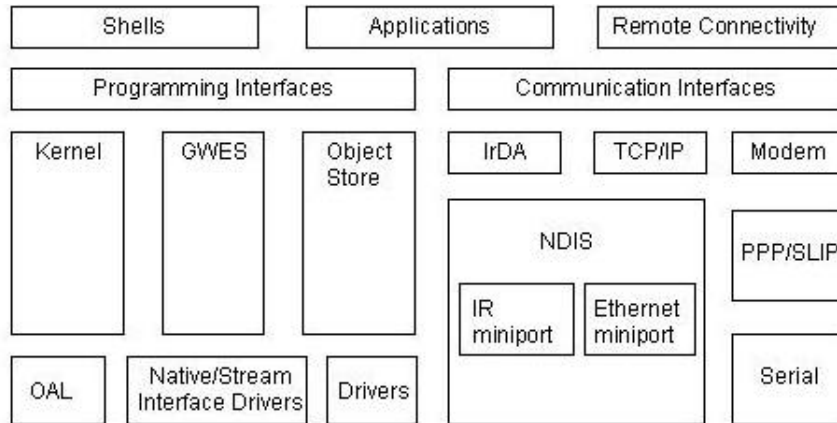 Shells
Applications
Remote Connectivity
Programming Interfaces
Communication Interfaces
Kernel
GWES
Object
Store
IrDA
TCP/IP
Modem
NDIS
PPP/SLIP
IR
miniport
Ethernet
miniport
OAL
Native/Stream
Interface Drivers
Drivers
Serial